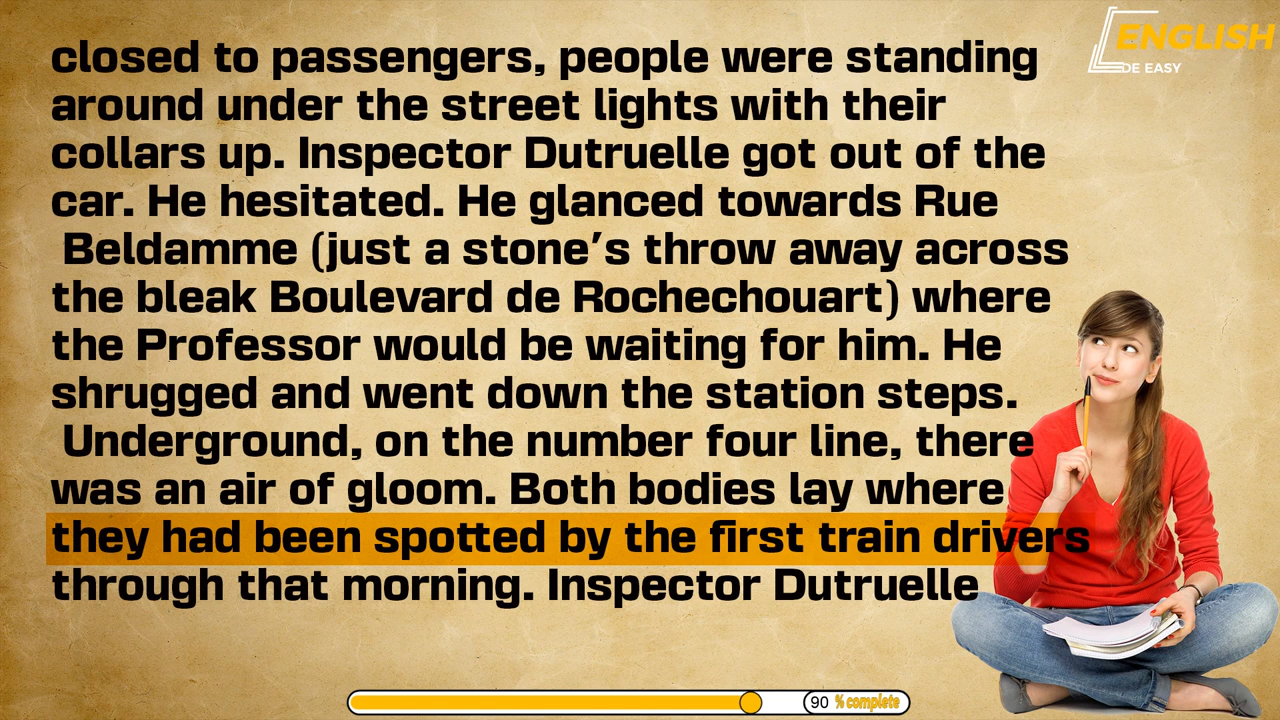 ENGLISH
DE EASY
closed to passengers, people were standing
around under the street lights with their
collars up. Inspector Dutruelle got out of the
car. He hesitated. He glanced towards Rue
Beldamme (just a stone’s throw away across
the bleak Boulevard de Rochechouart) where
the Professor would be waiting for him. He
shrugged and went down the station steps.
Underground, on the number four line, there
was an air of gloom. Both bodies lay where
they had been spotted by the first train drivers
through that morning. Inspector Dutruelle
90 % complete